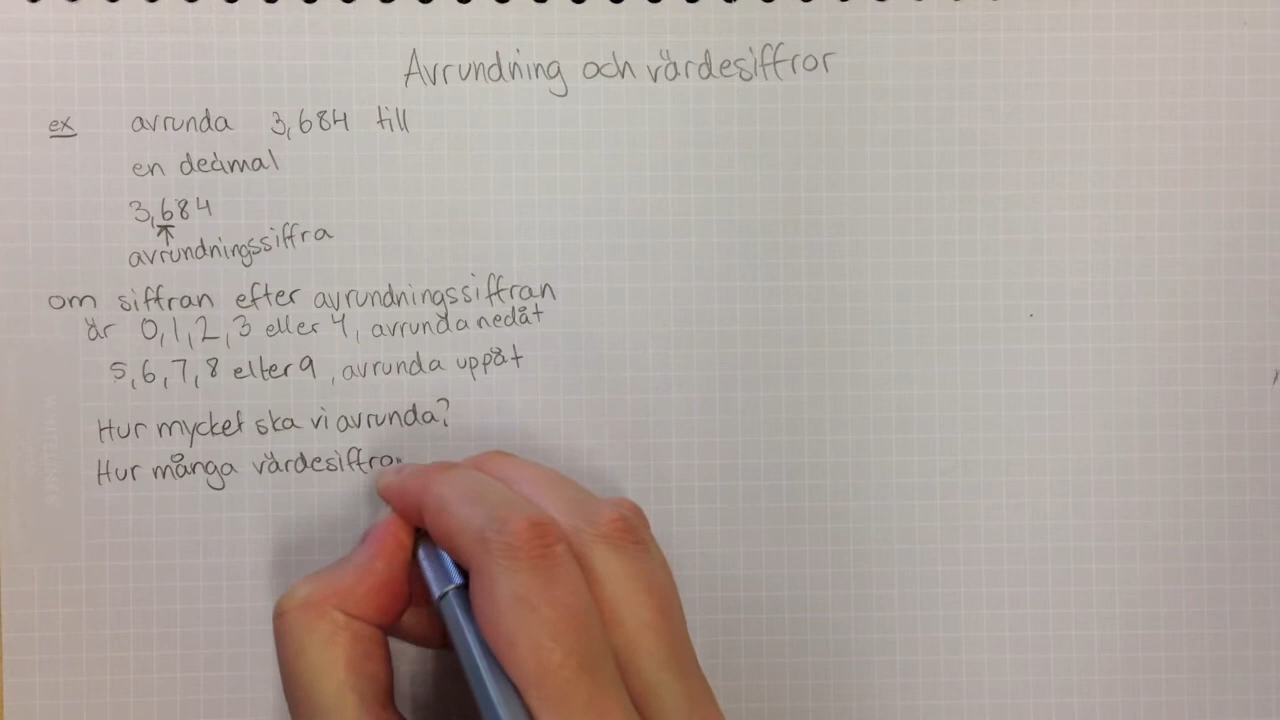 Avrundning och värdesiffror
ex avrunda 3,684 till
en decimal
3,684
avrundningssiffra
om siffran efter avrundningssiffran
är 0,1,2,3 eller 4, avrunda nedåt
5,6,7,8 eller 9, avrunda uppåt
Hur mycket ska vi avrunda?
Hur många värdesiffror